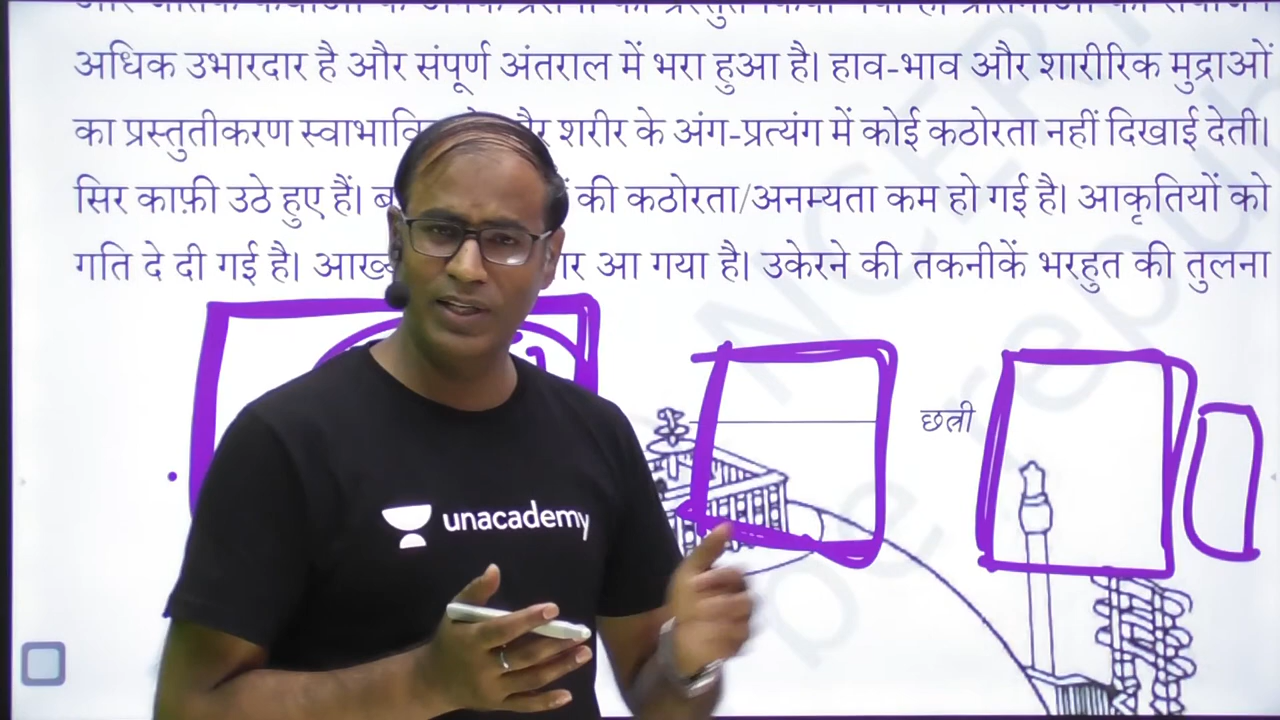 अधिक उभारदार है और संपूर्ण अंतराल में भरा हुआ है। हाव-भाव और शारीरिक मुद्राओं
का प्रस्तुतीकरण स्वाभावि शरीर के अंग-प्रत्यंग में कोई कठोरता नहीं दिखाई देती।
सिर काफ़ी उठे हुए हैं। की कठोरता/अनम्यता कम हो गई है। आकृतियों को
गति दे दी गई है। आ गया है। उकेरने की तकनीकें भरहुत की तुलना
छत्री
unacademy